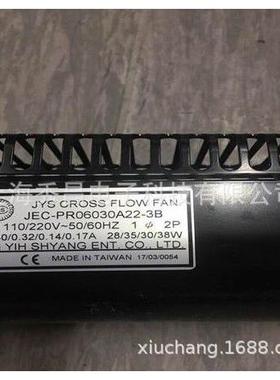 JYS CROSS FLOW FAN
JEC-PR06030A22-3B
110/220V~50/60HZ 1 φ 2P
0/0.32/0.14/0.17A 28/35/30/38W
YIH SHYANG ENT. CO., LTD.
MADE IN TAIWAN 17/03/0054
xiuchang.1688.c